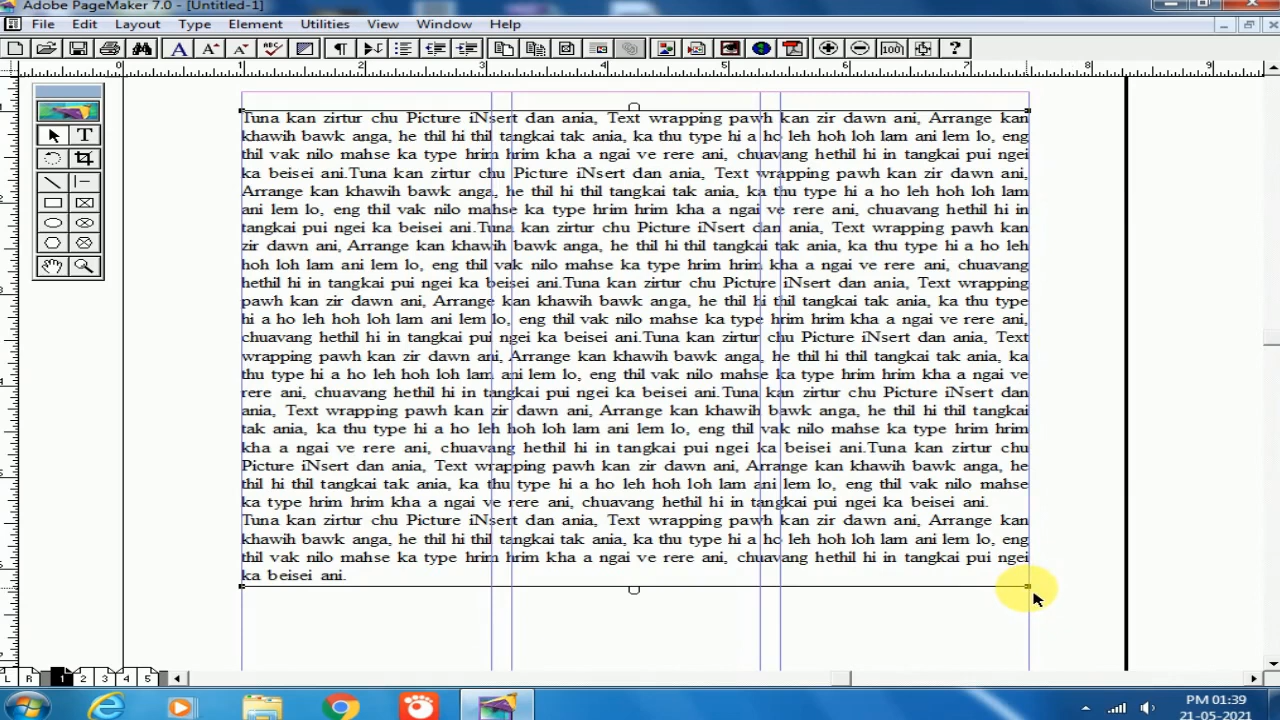 Adobe PageMaker 7.0 - [Untitled-1]
File Edit Layout Type Element Utilities View Window Help
0 1 2 3 4 5 6 7 8 9
Tuna kan zirtur chu Picture iNsert dan ania, Text wrapping pawh kan zir dawn ani, Arrange kan
khawih bawk anga, he thil hi thil tangkai tak ania, ka thu type hi a ho leh hoh loh lam ani lem lo, eng
thil vak nilo mahse ka type hrim hrim kha a ngai ve rere ani, chuavang hethil hi in tangkai pui ngei
ka beisei ani.Tuna kan zirtur chu Picture iNsert dan ania, Text wrapping pawh kan zir dawn ani,
Arrange kan khawih bawk anga, he thil hi thil tangkai tak ania, ka thu type hi a ho leh hoh loh lam
ani lem lo, eng thil vak nilo mahse ka type hrim hrim kha a ngai ve rere ani, chuavang hethil hi in
tangkai pui ngei ka beisei ani.Tuna kan zirtur chu Picture iNsert dan ania, Text wrapping pawh kan
zir dawn ani, Arrange kan khawih bawk anga, he thil hi thil tangkai tak ania, ka thu type hi a ho leh
hoh loh lam ani lem lo, eng thil vak nilo mahse ka type hrim hrim kha a ngai ve rere ani, chuavang
hethil hi in tangkai pui ngei ka beisei ani.Tuna kan zirtur chu Picture iNsert dan ania, Text wrapping
pawh kan zir dawn ani, Arrange kan khawih bawk anga, he thil hi thil tangkai tak ania, ka thu type
hi a ho leh hoh loh lam ani lem lo, eng thil vak nilo mahse ka type hrim hrim kha a ngai ve rere ani,
chuavang hethil hi in tangkai pui ngei ka beisei ani.Tuna kan zirtur chu Picture iNsert dan ania, Text
wrapping pawh kan zir dawn ani, Arrange kan khawih bawk anga, he thil hi thil tangkai tak ania, ka
thu type hi a ho leh hoh loh lam ani lem lo, eng thil vak nilo mahse ka type hrim hrim kha a ngai ve
rere ani, chuavang hethil hi in tangkai pui ngei ka beisei ani.Tuna kan zirtur chu Picture iNsert dan
ania, Text wrapping pawh kan zir dawn ani, Arrange kan khawih bawk anga, he thil hi thil tangkai
tak ania, ka thu type hi a ho leh hoh loh lam ani lem lo, eng thil vak nilo mahse ka type hrim hrim
kha a ngai ve rere ani, chuavang hethil hi in tangkai pui ngei ka beisei ani.Tuna kan zirtur chu
Picture iNsert dan ania, Text wrapping pawh kan zir dawn ani, Arrange kan khawih bawk anga, he
thil hi thil tangkai tak ania, ka thu type hi a ho leh hoh loh lam ani lem lo, eng thil vak nilo mahse
ka type hrim hrim kha a ngai ve rere ani, chuavang hethil hi in tangkai pui ngei ka beisei ani.
Tuna kan zirtur chu Picture iNsert dan ania, Text wrapping pawh kan zir dawn ani, Arrange kan
khawih bawk anga, he thil hi thil tangkai tak ania, ka thu type hi a ho leh hoh loh lam ani lem lo, eng
thil vak nilo mahse ka type hrim hrim kha a ngai ve rere ani, chuavang hethil hi in tangkai pui ngei
ka beisei ani.
L R 1 2 3 4 5
PM 01:39
21-05-2021